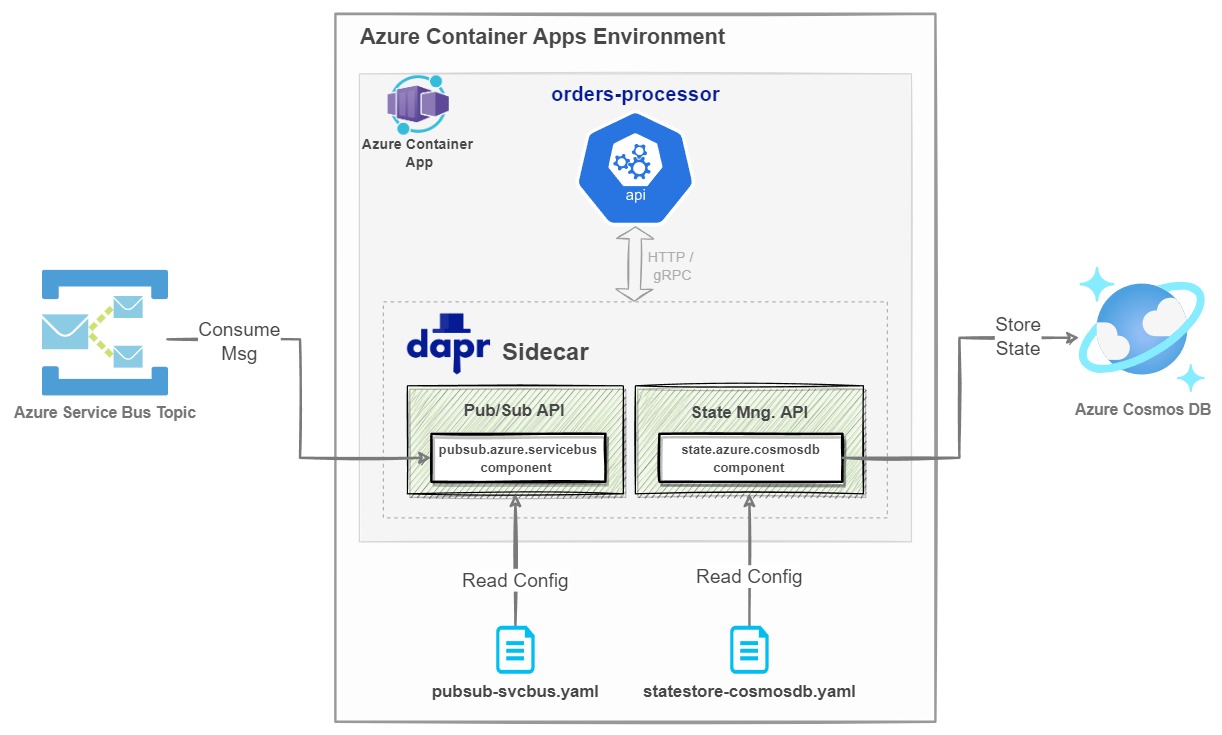 Azure Container Apps Environment
orders-processor
Azure Container
App
api
HTTP /
gRPC
Consume
Msg
Azure Service Bus Topic
dapr Sidecar
Store
State
Azure Cosmos DB
Pub/Sub API
pubsub.azure.servicebus
component
State Mng. API
state.azure.cosmosdb
component
Read Config
Read Config
pubsub-svcbus.yaml
statestore-cosmosdb.yaml